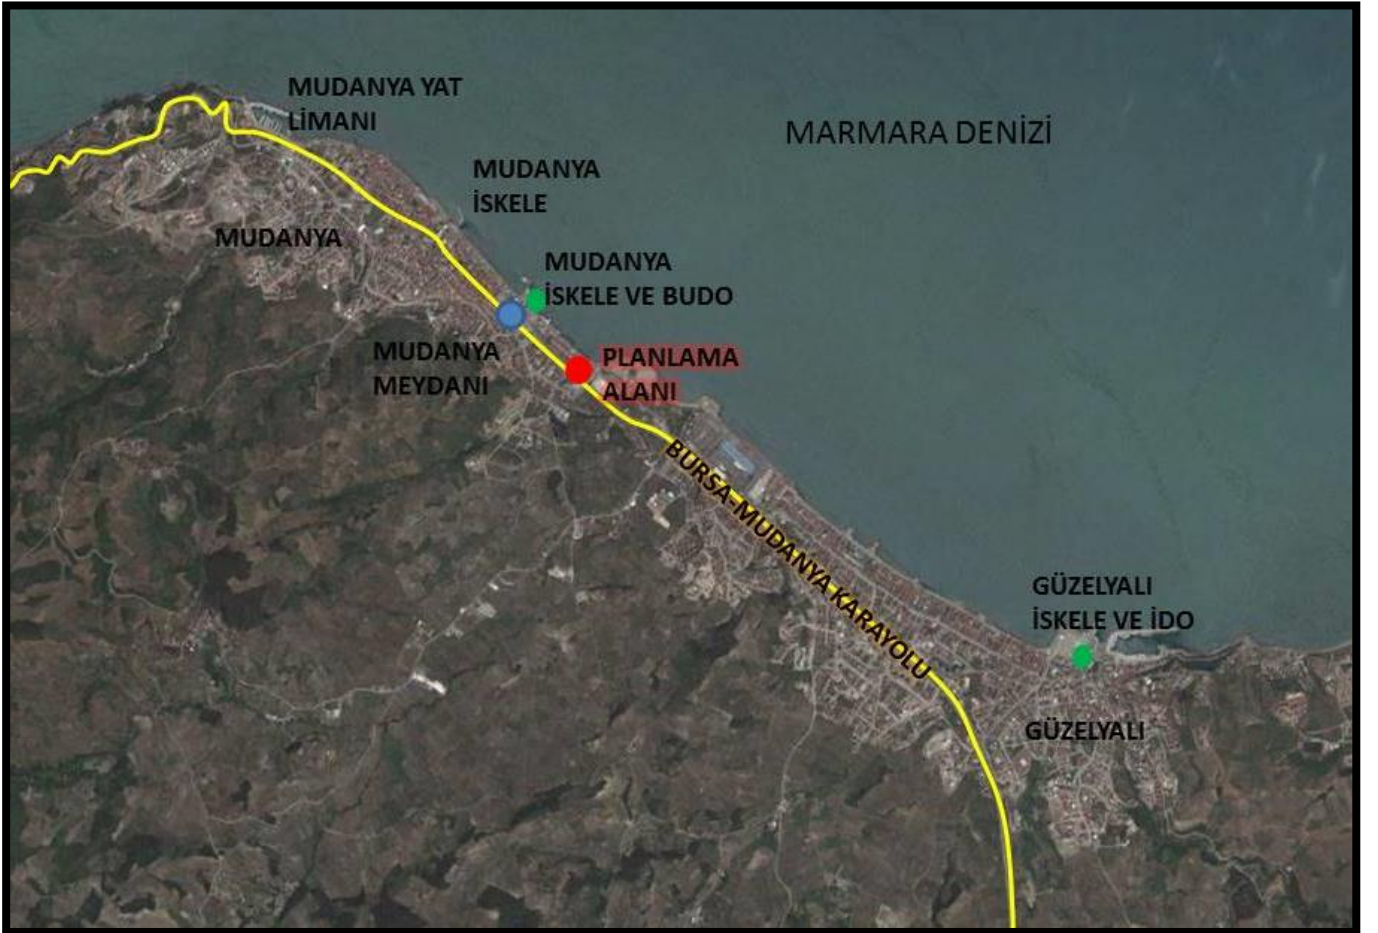 MUDANYA YAT
LİMANI
MARMARA DENİZİ
MUDANYA
İSKELE
MUDANYA
MUDANYA
İSKELE VE BUDO
MUDANYA
MEYDANI
PLANLAMA
ALANI
BURSA-MUDANYA KARAYOLU
GÜZELYALI
İSKELE VE İDO
GÜZELYALI